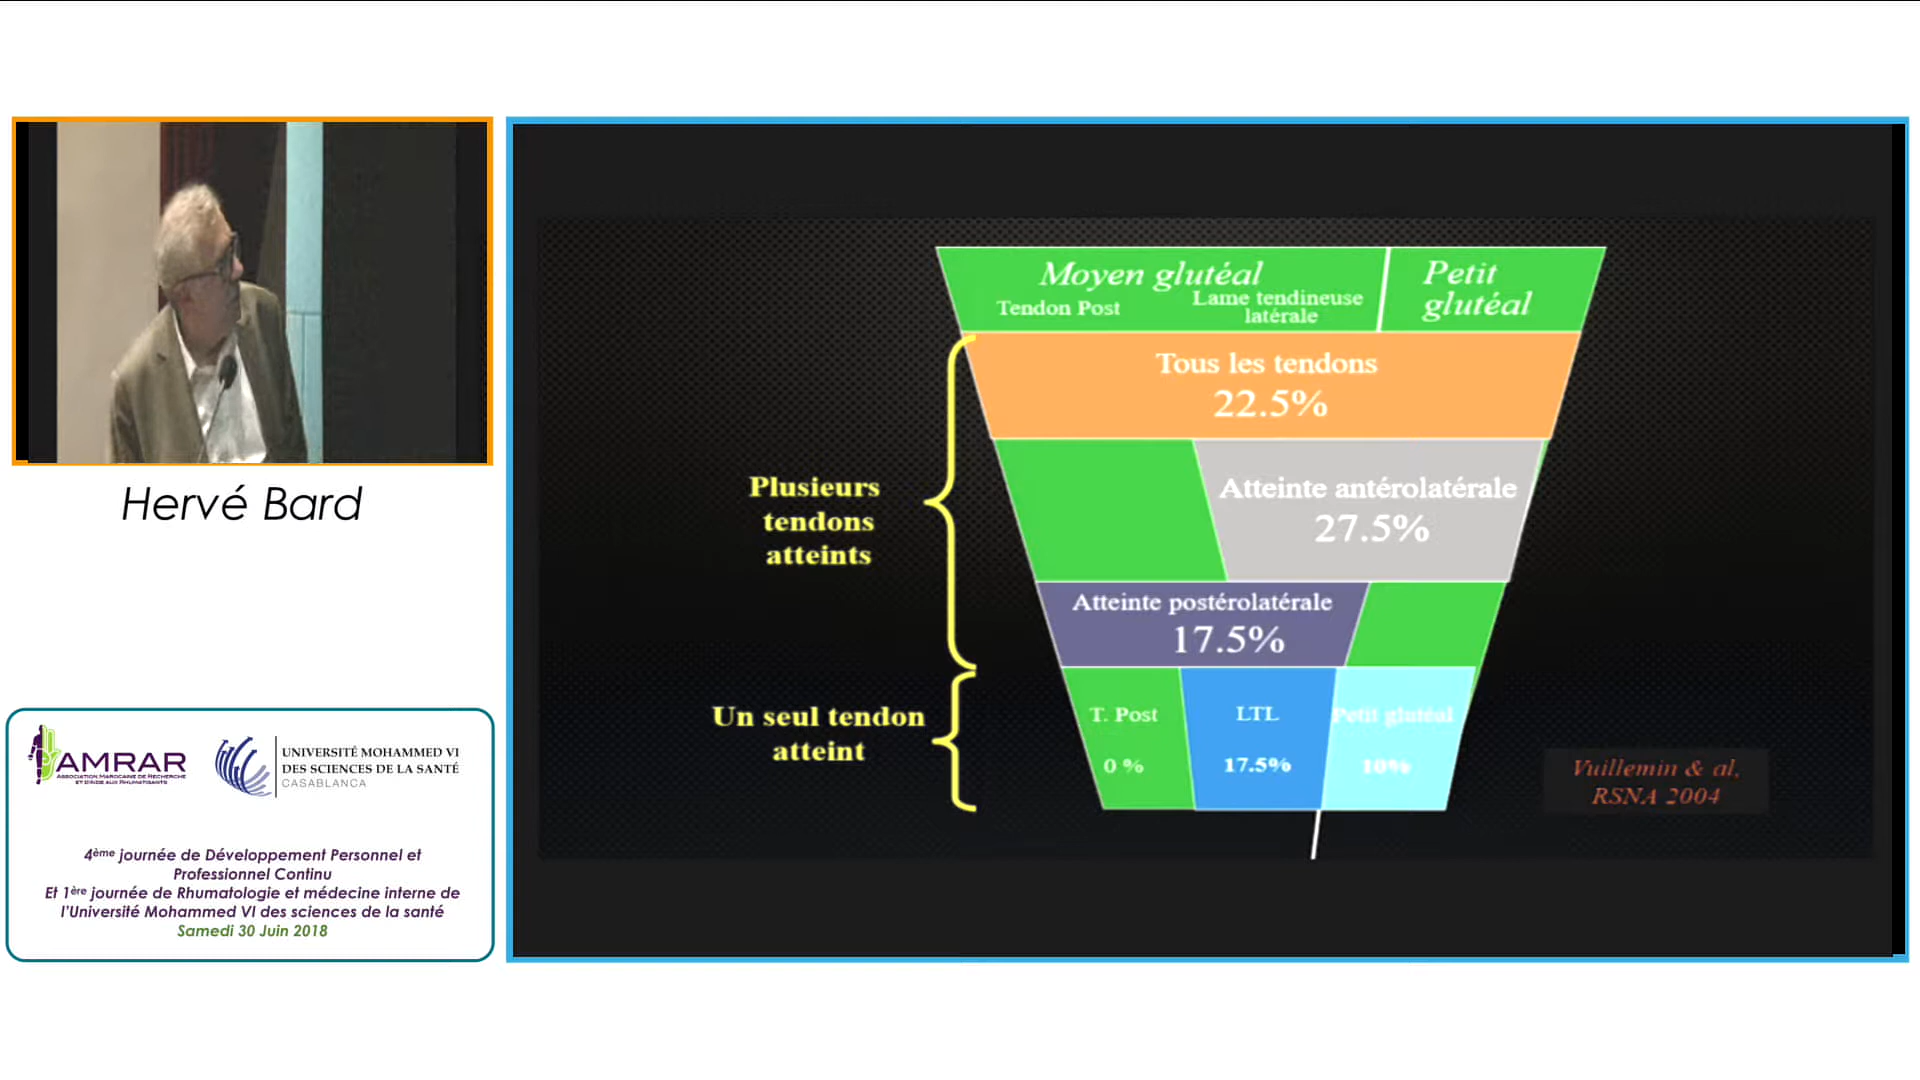 Hervé Bard
AMRAR
ASSOCIATION MAROCAINE DE RECHERCHE
ET D'AIDE AUX RHUMATISANTS
UNIVERSITÉ MOHAMMED VI
DES SCIENCES DE LA SANTÉ
CASABLANCA
4ème journée de Développement Personnel et
Professionnel Continu
Et 1ère journée de Rhumatologie et médecine interne de
l'Université Mohammed VI des sciences de la santé
Samedi 30 Juin 2018
Moyen glutéal
Tendon Post
Lame tendineuse
latérale
Petit
glutéal
Tous les tendons
22.5%
Plusieurs
tendons
atteints
Atteinte antérolatérale
27.5%
Atteinte postérolatérale
17.5%
Un seul tendon
atteint
T. Post
0 %
LTL
17.5%
Petit glutéal
10%
Vuillemin & al,
RSNA 2004